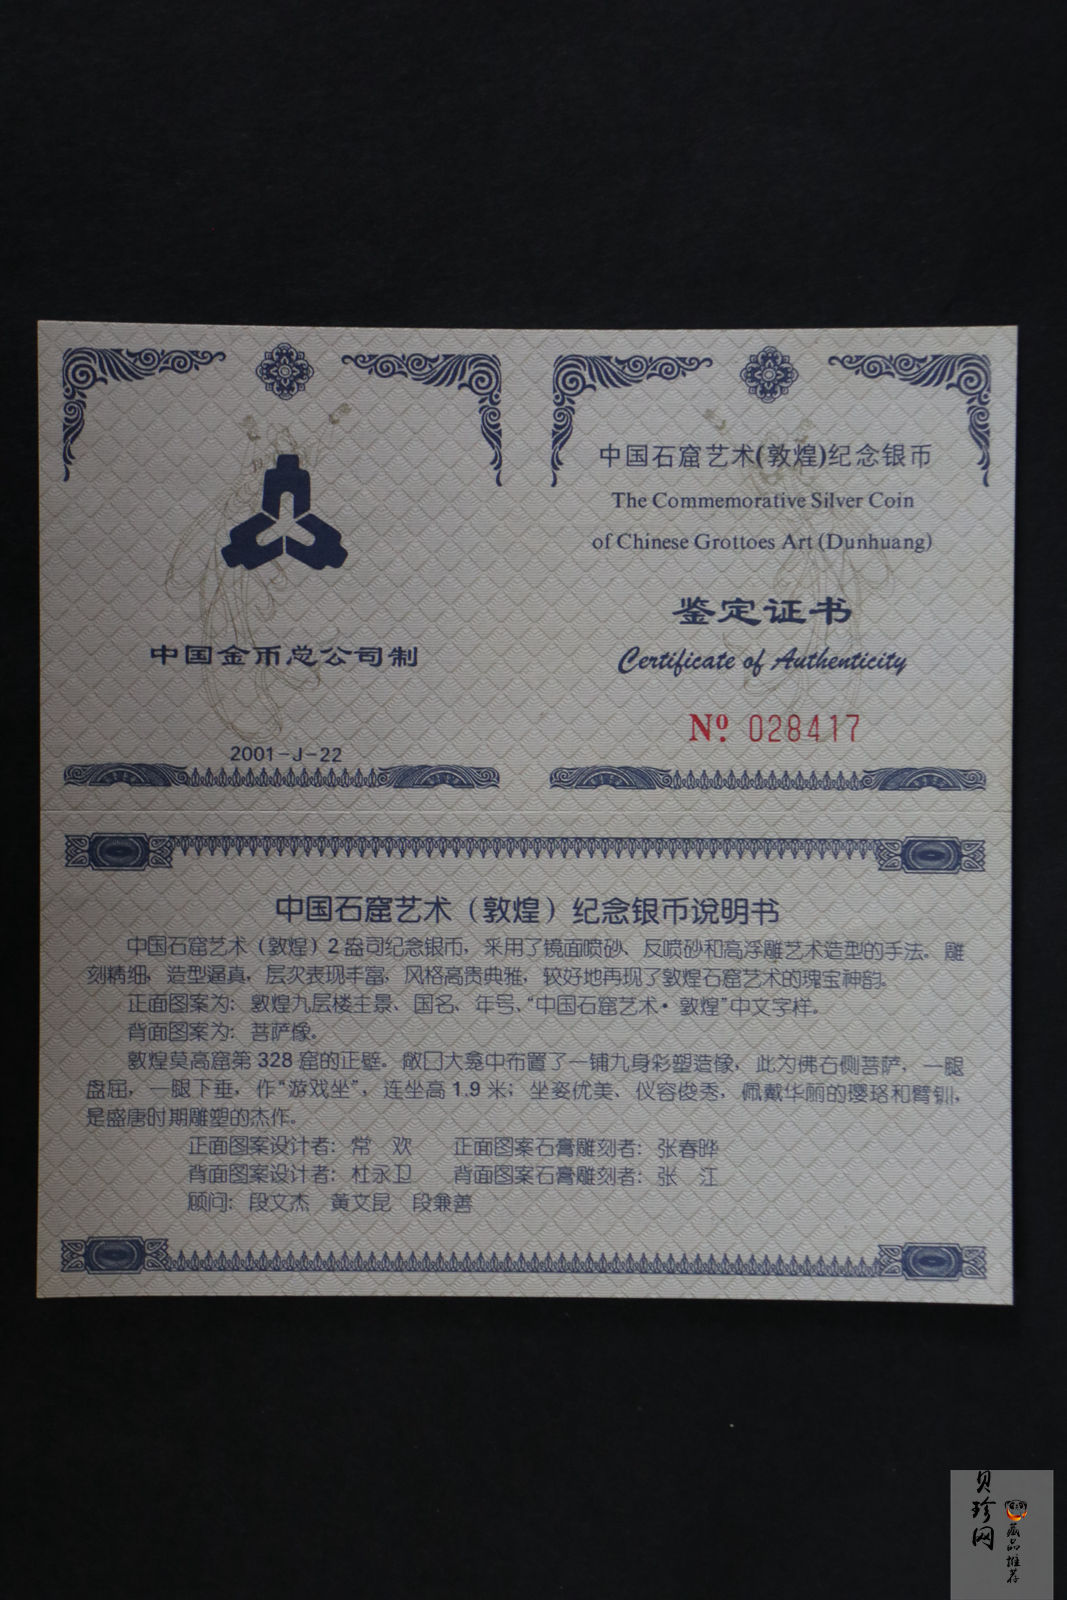 中国金币总公司制
2001-J-22
中国石窟艺术(敦煌)纪念银币
The Commemorative Silver Coin
of Chinese Grottoes Art (Dunhuang)
鉴定证书
Certificate of Authenticity
Nº. 028417
中国石窟艺术（敦煌）纪念银币说明书
中国石窟艺术（敦煌）2盎司纪念银币，采用了镜面喷砂、反喷砂和高浮雕艺术造型的手法。雕
刻精细，造型逼真，层次表现丰富，风格高贵典雅，较好地再现了敦煌石窟艺术的瑰宝神韵。
正面图案为：敦煌九层楼主景、国名、年号、“中国石窟艺术·敦煌”中文字样。
背面图案为：菩萨像。
敦煌莫高窟第328窟的正壁。敞口大龛中布置了一铺九身彩塑造像，此为佛右侧菩萨，一腿
盘屈，一腿下垂，作“游戏坐”，连坐高1.9米；坐姿优美、仪容俊秀，佩戴华丽的璎珞和臂钏，
是盛唐时期雕塑的杰作。
正面图案设计者：常 欢 正面图案石膏雕刻者：张春晔
背面图案设计者：杜永卫 背面图案石膏雕刻者：张 江
顾问：段文杰 黄文昆 段兼善
贝珍网
藏品推荐